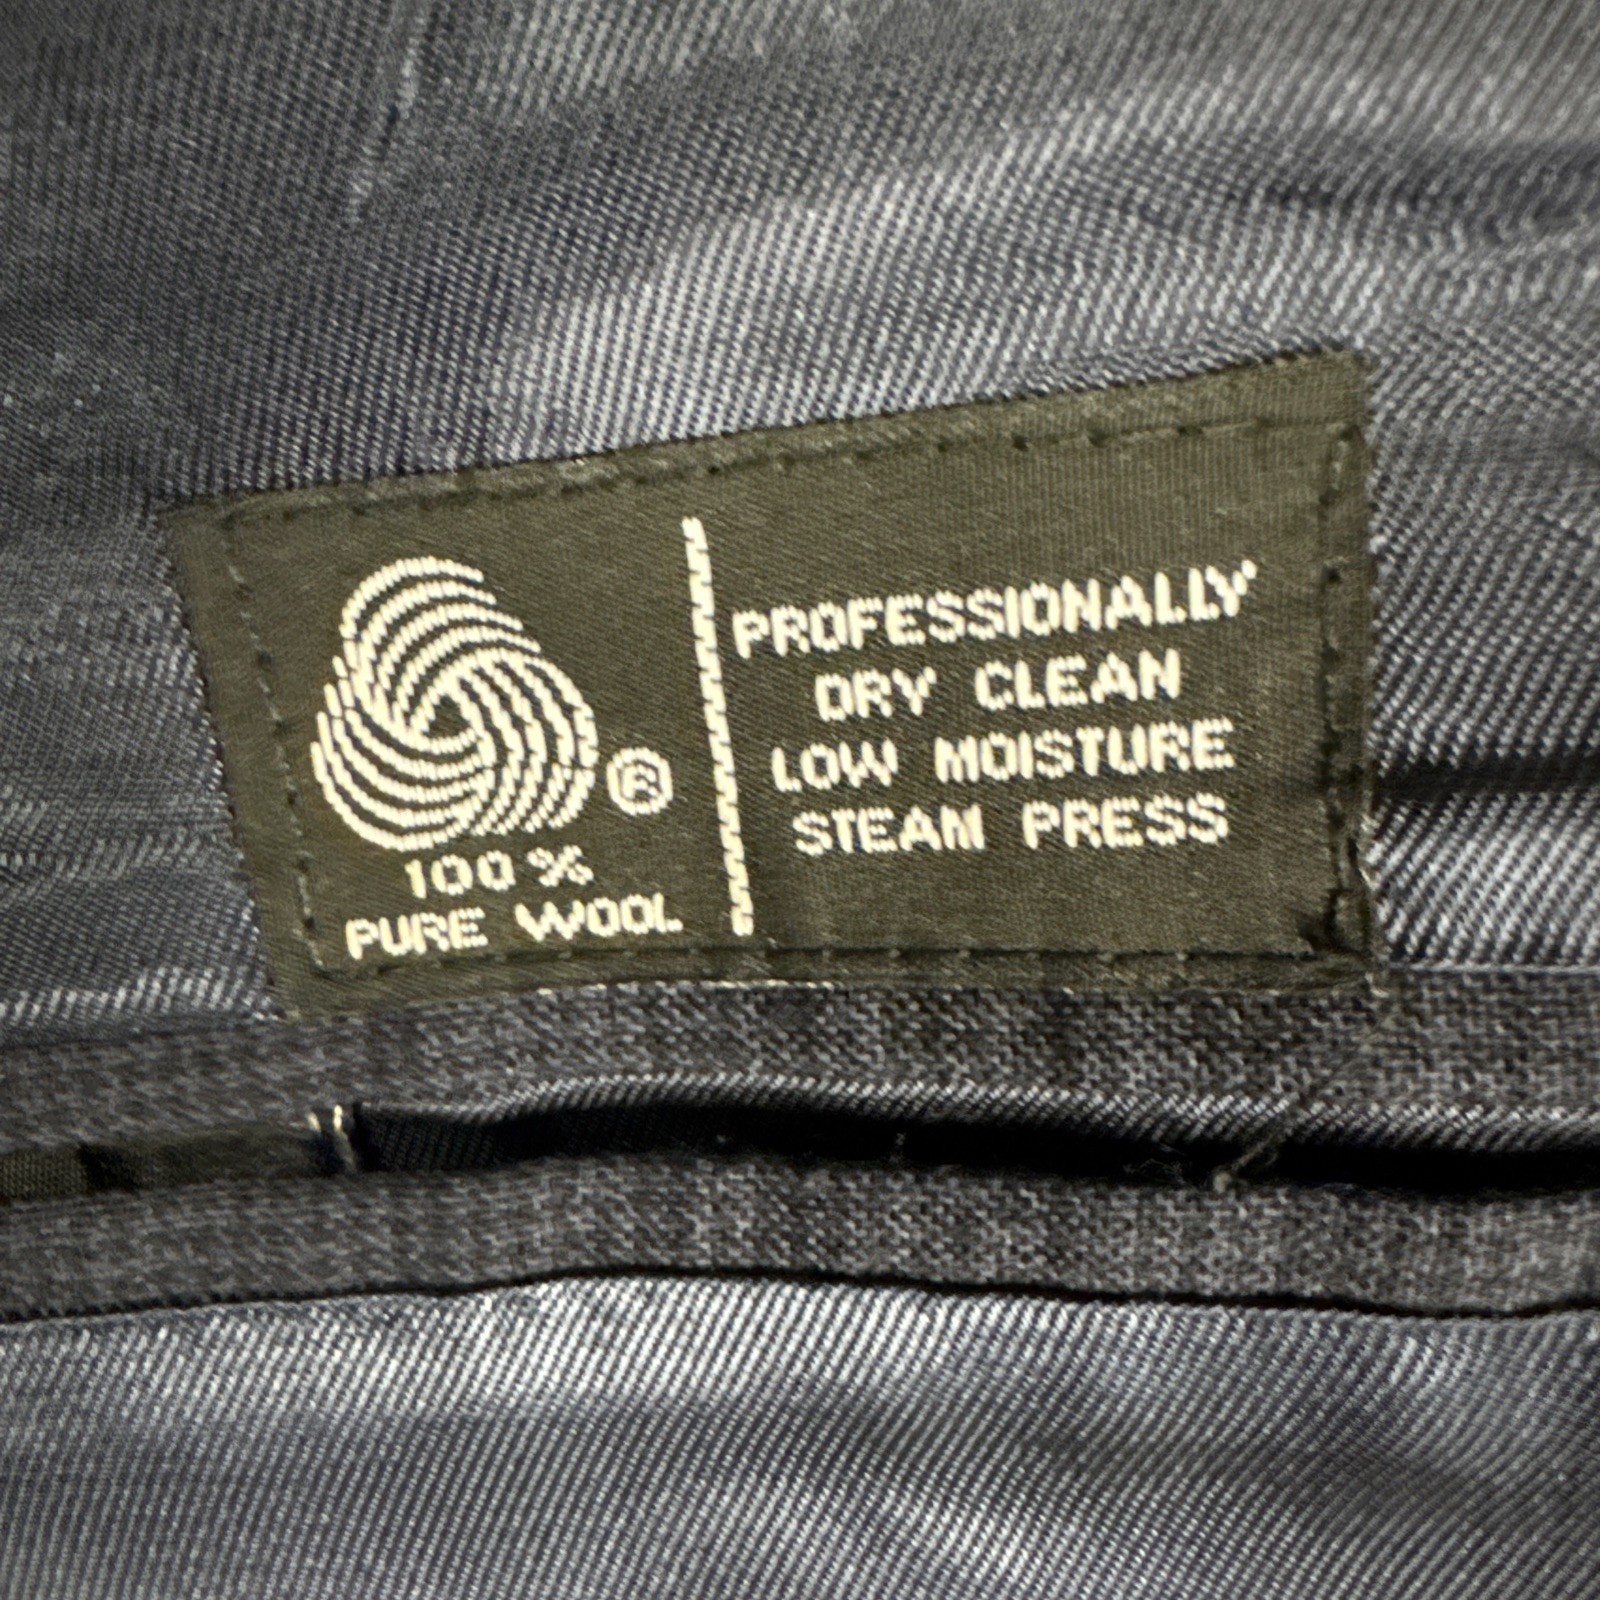 ®
100%
PURE WOOL
PROFESSIONALLY
DRY CLEAN
LOW MOISTURE
STEAM PRESS